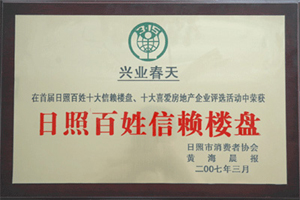 兴业春天
在首届日照百姓十大信赖楼盘、十大喜爱房地产企业评选活动中荣获
日照百姓信赖楼盘
日照市消费者协会
黄海晨报
二00七年三月